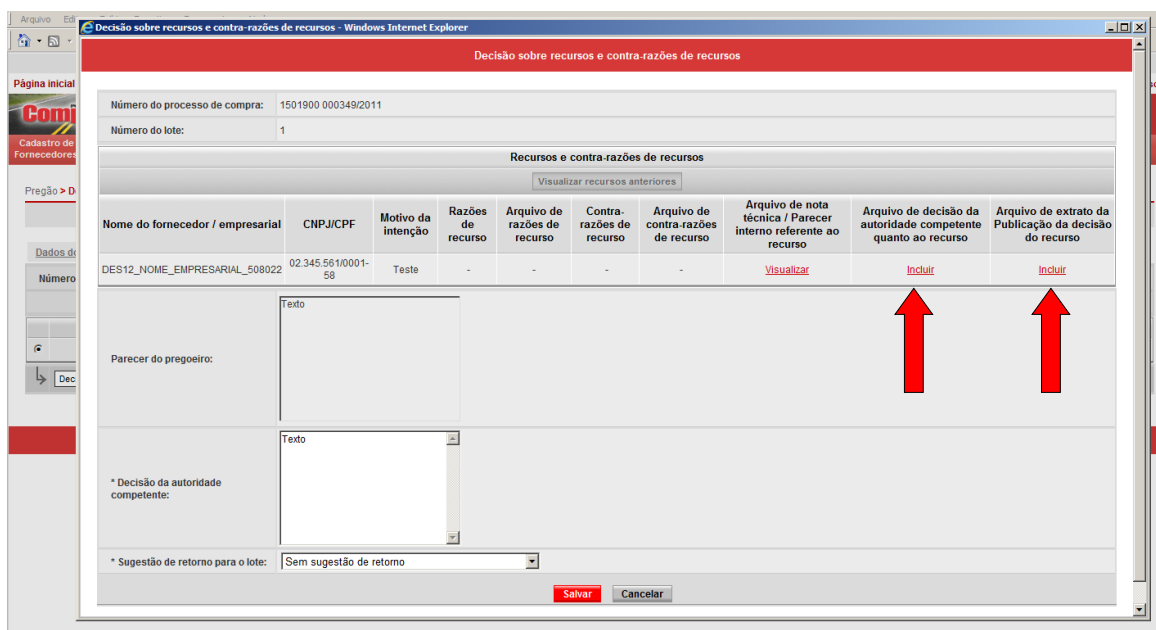 Arquivo
Decisão sobre recursos e contra-razões de recursos - Windows Internet Explorer
Decisão sobre recursos e contra-razões de recursos
Página inicial
Cadastro de
Fornecedores
Pregão >
Dados
Número
Número do processo de compra: 1501900 000349/2011
Número do lote: 1
Recursos e contra-razões de recursos
Visualizar recursos anteriores
Nome do fornecedor / empresarial
CNPJ/CPF
Motivo da
intenção
Razões
de
recurso
Arquivo de
razões de
recurso
Contra-
razões de
recurso
Arquivo de
contra-razões
de recurso
Arquivo de nota
técnica / Parecer
interno referente ao
recurso
Arquivo de decisão da
autoridade competente
quanto ao recurso
Arquivo de extrato da
Publicação da decisão
do recurso
DES12_NOME_EMPRESARIAL_508022
02.345.561/0001-
58
Teste
-
-
-
-
Visualizar
Incluir
Incluir
Parecer do pregoeiro:
Texto
* Decisão da autoridade
competente:
Texto
* Sugestão de retorno para o lote: Sem sugestão de retorno
Salvar Cancelar